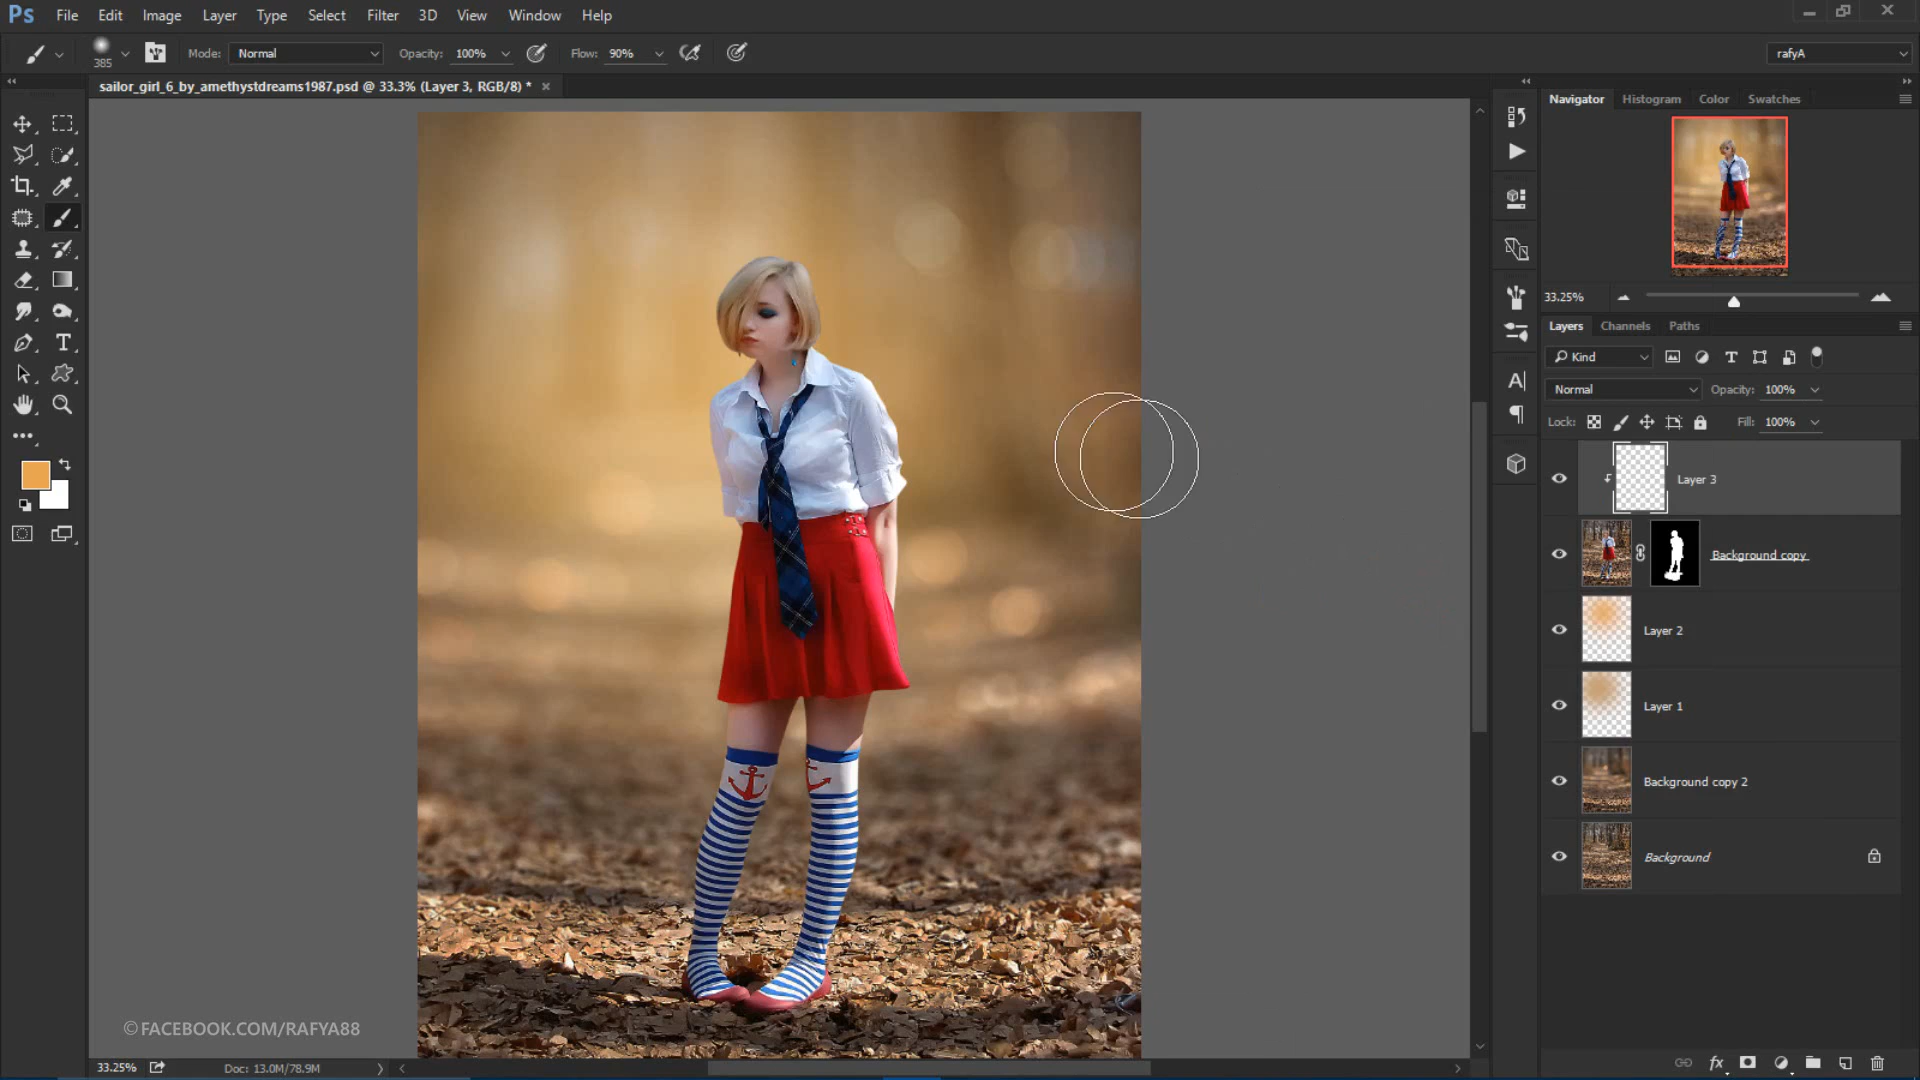 Ps File Edit Image Layer Type Select Filter 3D View Window Help
385 Mode: Normal Opacity: 100% Flow: 90% rafyA
sailor_girl_6_by_amethystdreams1987.psd @ 33.3% (Layer 3, RGB/8) * ×
Navigator Histogram Color Swatches
33.25%
Layers Channels Paths
Kind
Normal Opacity: 100%
Lock: Fill: 100%
Layer 3
Background copy
Layer 2
Layer 1
Background copy 2
Background
©FACEBOOK.COM/RAFYA88
33.25% Doc: 13.0M/78.9M
fx